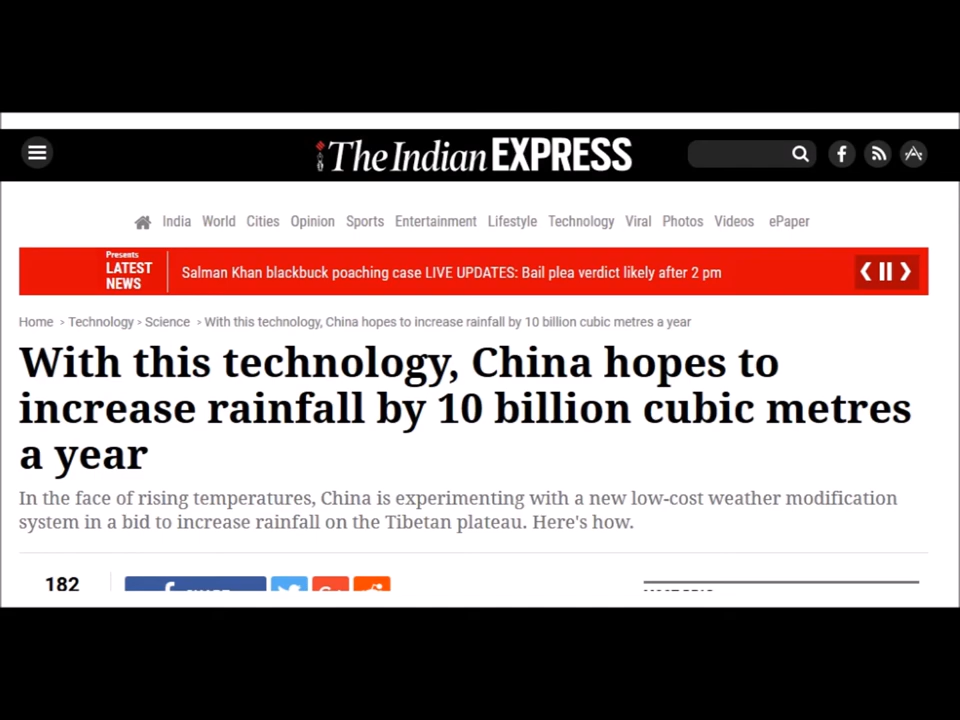 The Indian EXPRESS
India World Cities Opinion Sports Entertainment Lifestyle Technology Viral Photos Videos ePaper
Presents
LATEST
NEWS
Salman Khan blackbuck poaching case LIVE UPDATES: Bail plea verdict likely after 2 pm
Home > Technology > Science > With this technology, China hopes to increase rainfall by 10 billion cubic metres a year
With this technology, China hopes to
increase rainfall by 10 billion cubic metres
a year
In the face of rising temperatures, China is experimenting with a new low-cost weather modification
system in a bid to increase rainfall on the Tibetan plateau. Here's how.
182